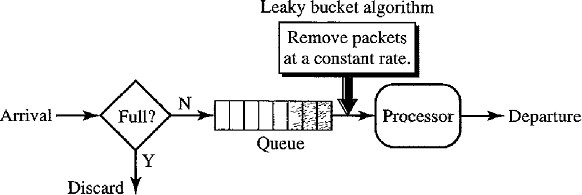 Leaky bucket algorithm
Remove packets
at a constant rate.
Arrival
Full?
N
Y
Discard
Queue
Processor
Departure